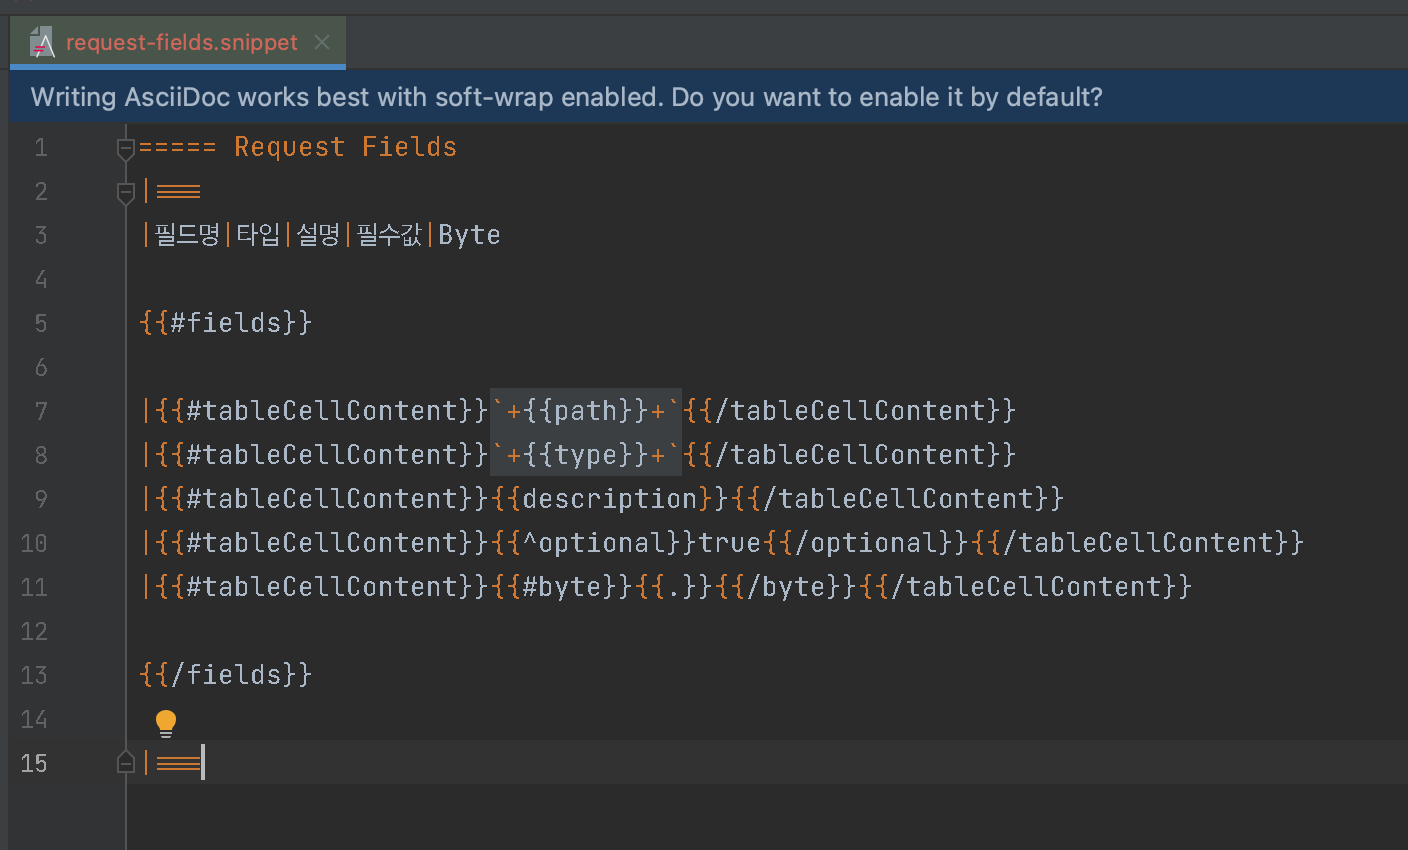 request-fields.snippet
Writing AsciiDoc works best with soft-wrap enabled. Do you want to enable it by default?
1 ===== Request Fields
2 |===
3 |필드명|타입|설명|필수값|Byte
4
5 {{#fields}}
6
7 |{{#tableCellContent}}`+{{path}}+`{{/tableCellContent}}
8 |{{#tableCellContent}}`+{{type}}+`{{/tableCellContent}}
9 |{{#tableCellContent}}{{description}}{{/tableCellContent}}
10 |{{#tableCellContent}}{{^optional}}true{{/optional}}{{/tableCellContent}}
11 |{{#tableCellContent}}{{#byte}}{{.}}{{/byte}}{{/tableCellContent}}
12
13 {{/fields}}
14
15 |===